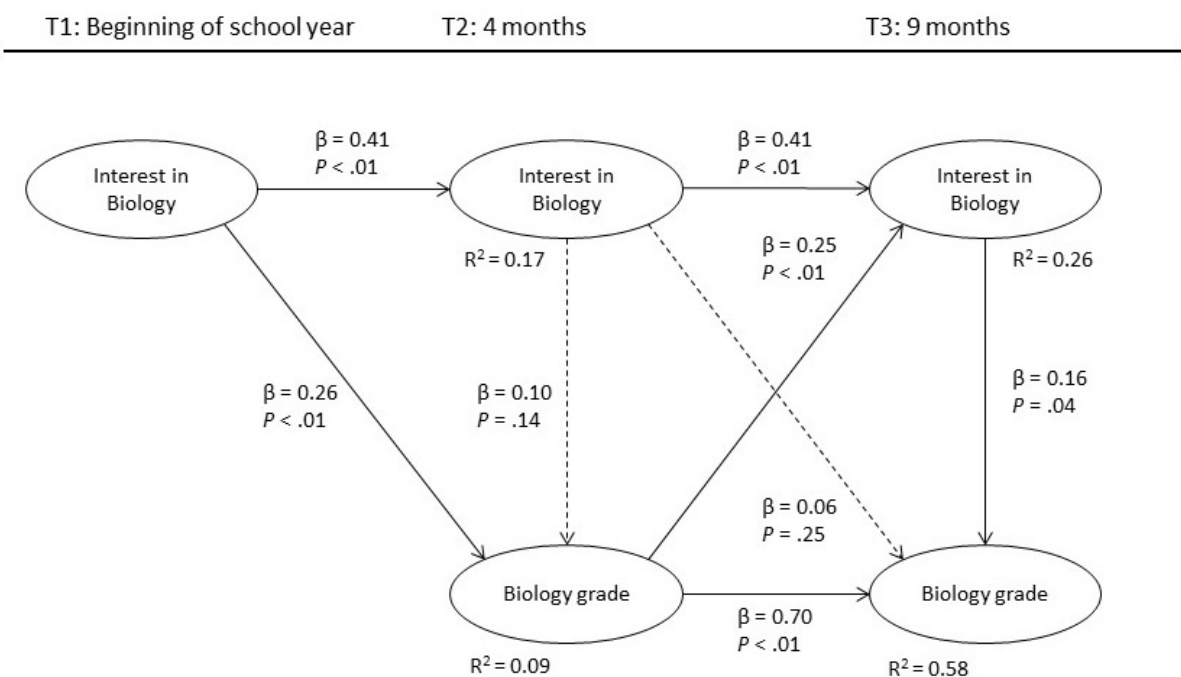 T1: Beginning of school year
T2: 4 months
T3: 9 months
β = 0.41
P < .01
β = 0.41
P < .01
Interest in
Biology
Interest in
Biology
Interest in
Biology
R² = 0.17
β = 0.25
P < .01
R² = 0.26
β = 0.26
P < .01
β = 0.10
P = .14
β = 0.16
P = .04
β = 0.06
P = .25
Biology grade
Biology grade
β = 0.70
P < .01
R² = 0.09
R² = 0.58